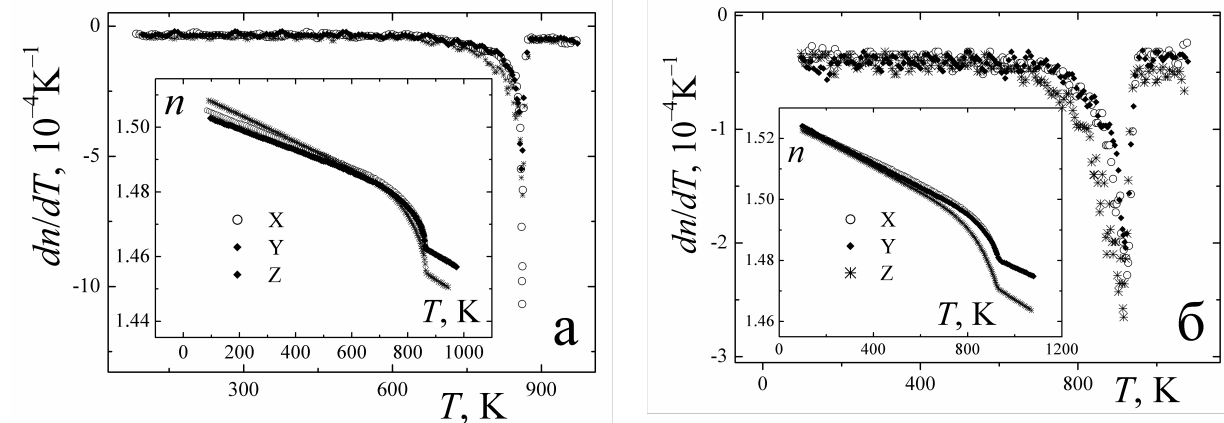 0
-5
-10
dn/dT, 10⁻⁴K⁻¹
300
600
900
T, K
а
n
1.50
1.48
1.46
1.44
0
200
400
600
800
1000
T, K
X
Y
Z
0
-1
-2
-3
dn/dT, 10⁻⁴K⁻¹
0
400
800
T, K
б
1.52
n
1.50
1.48
1.46
0
400
800
1200
T, K
X
Y
Z